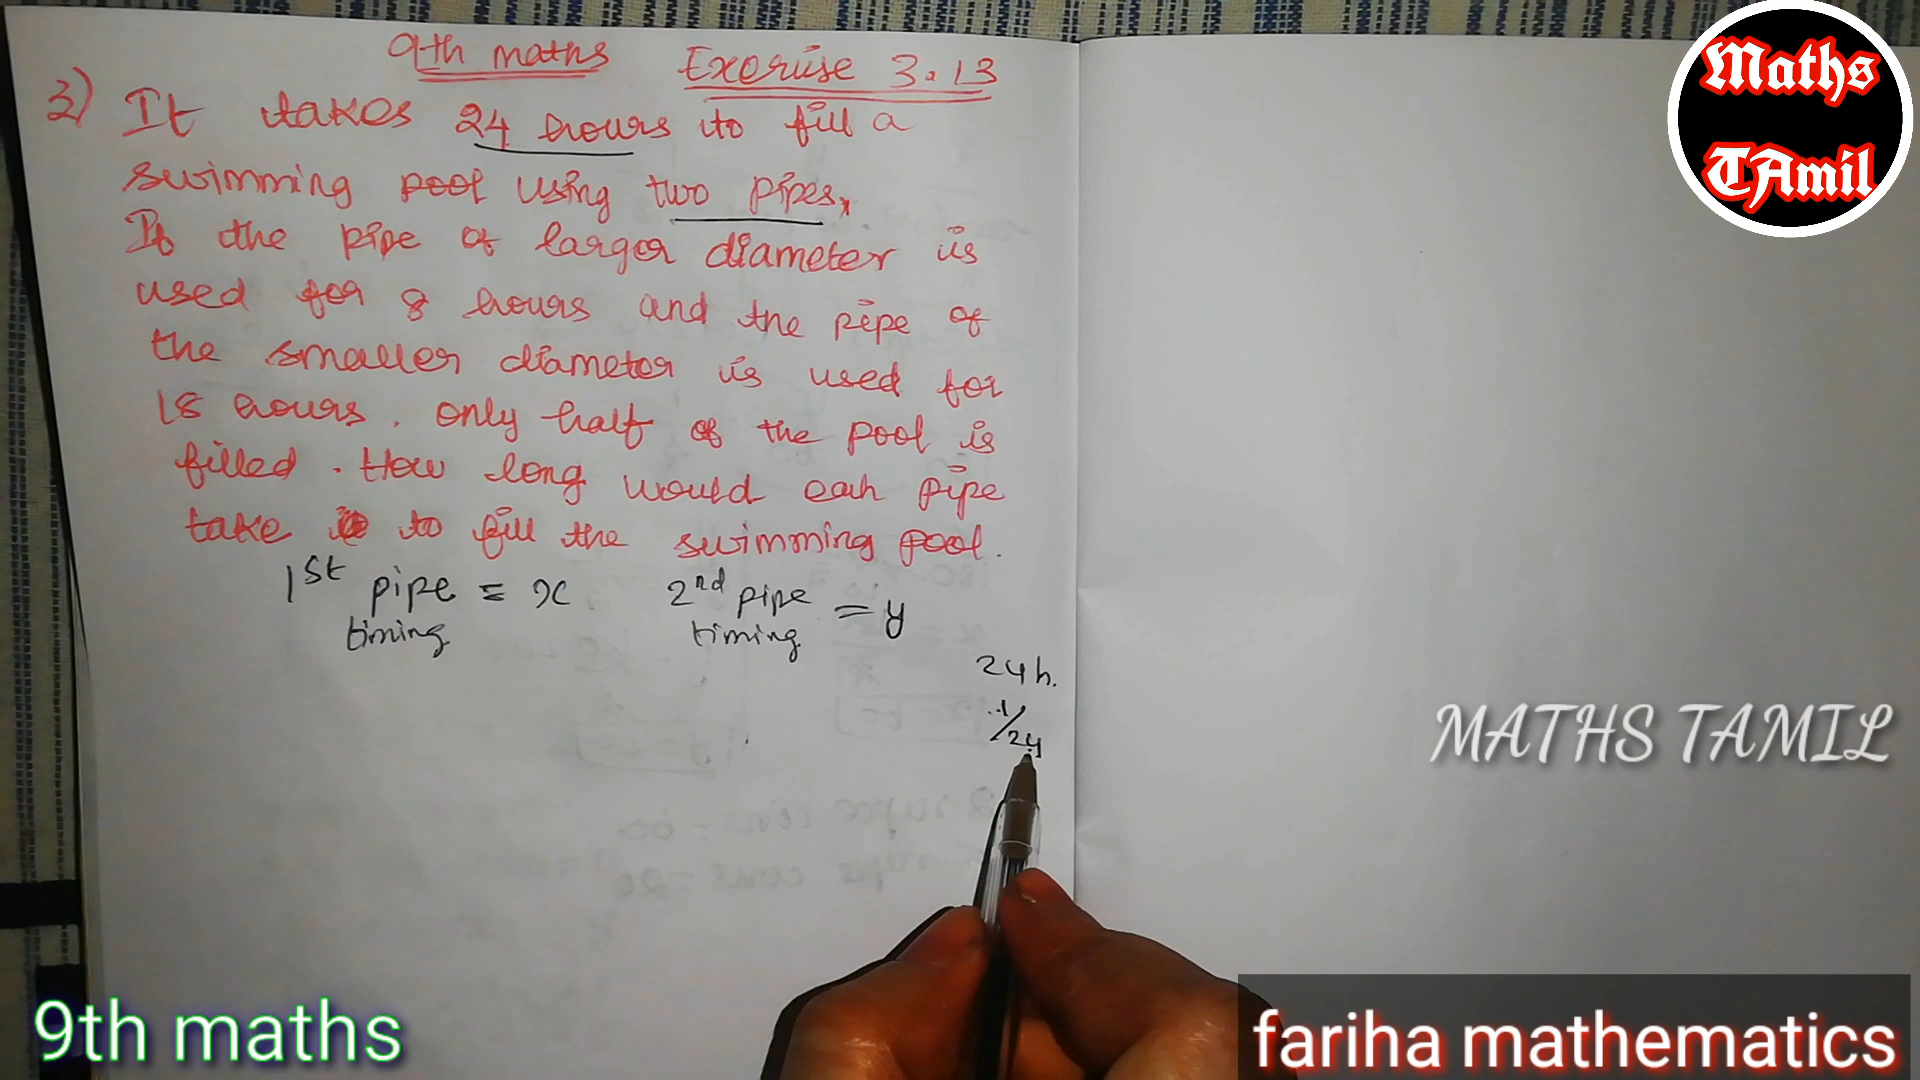 9th maths Exercise 3.13
3) It takes 24 hours to fill a
swimming pool using two pipes,
If the pipe of larger diameter is
used for 8 hours and the pipe of
the smaller diameter is used for
18 hours. only half of the pool is
filled. How long would each pipe
take to fill the swimming pool.
1st pipe timing = x 2nd pipe timing = y
24h.
1/24
Maths
TAmil
MATHS TAMIL
9th maths
fariha mathematics